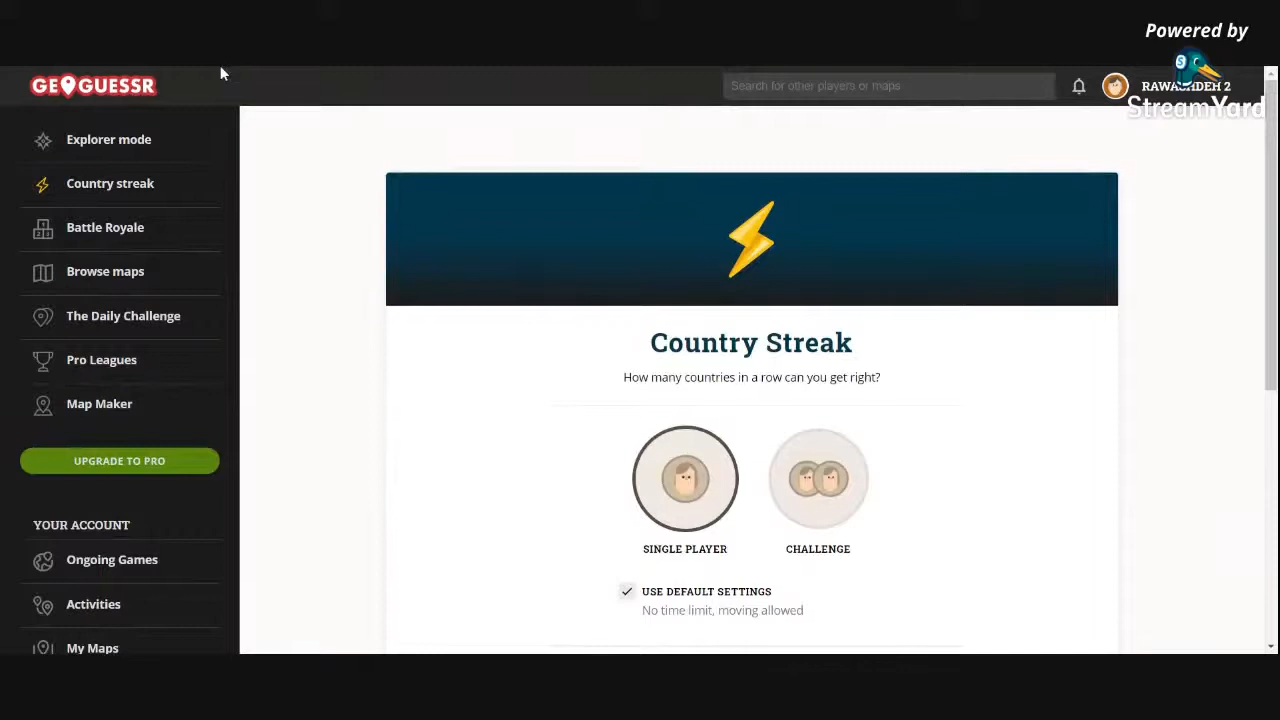 Powered by
StreamYard
GEOGUESSR
Search for other players or maps
RAWASHDEH 2
Explorer mode
Country streak
Battle Royale
Browse maps
The Daily Challenge
Pro Leagues
Map Maker
UPGRADE TO PRO
YOUR ACCOUNT
Ongoing Games
Activities
My Maps
Country Streak
How many countries in a row can you get right?
SINGLE PLAYER
CHALLENGE
USE DEFAULT SETTINGS
No time limit, moving allowed